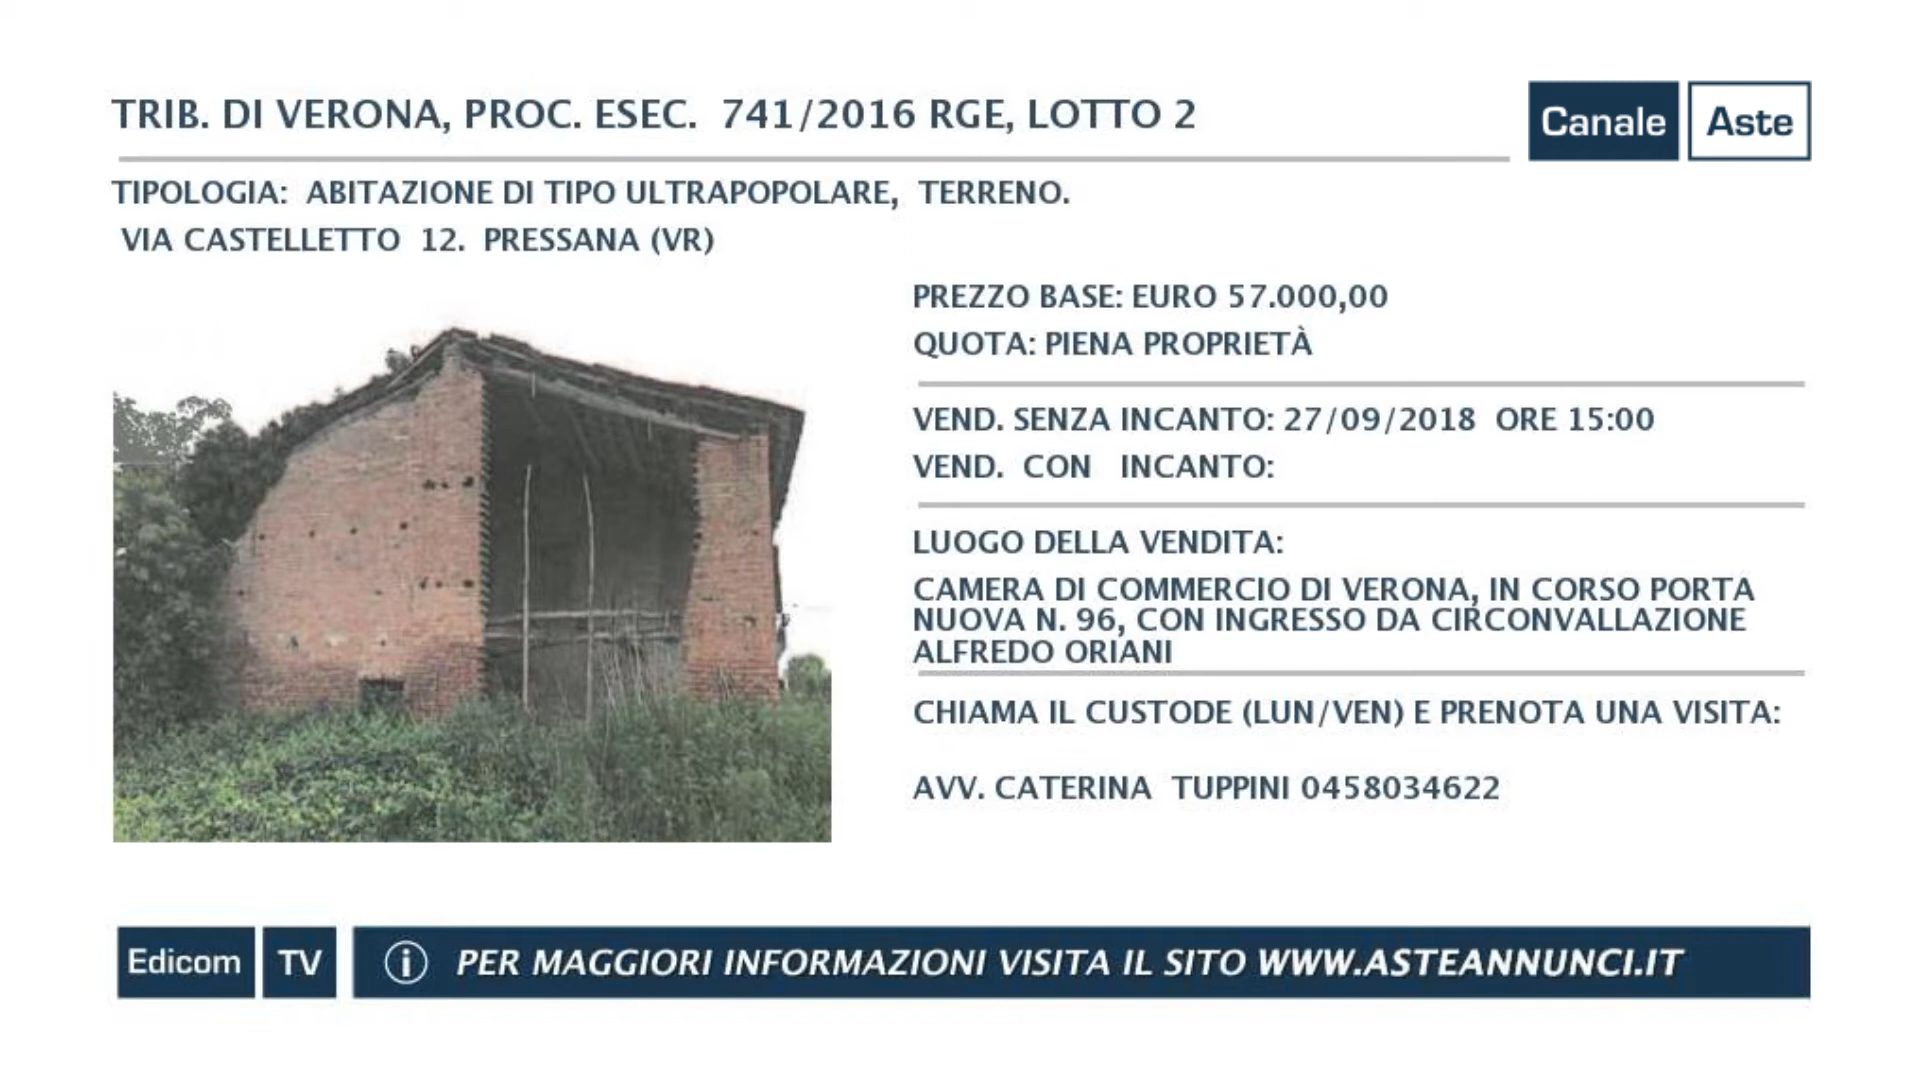 TRIB. DI VERONA, PROC. ESEC. 741/2016 RGE, LOTTO 2
Canale Aste
TIPOLOGIA: ABITAZIONE DI TIPO ULTRAPOPOLARE, TERRENO.
VIA CASTELLETTO 12. PRESSANA (VR)
PREZZO BASE: EURO 57.000,00
QUOTA: PIENA PROPRIETÀ
VEND. SENZA INCANTO: 27/09/2018 ORE 15:00
VEND. CON INCANTO:
LUOGO DELLA VENDITA:
CAMERA DI COMMERCIO DI VERONA, IN CORSO PORTA
NUOVA N. 96, CON INGRESSO DA CIRCONVALLAZIONE
ALFREDO ORIANI
CHIAMA IL CUSTODE (LUN/VEN) E PRENOTA UNA VISITA:
AVV. CATERINA TUPPINI 0458034622
Edicom TV
PER MAGGIORI INFORMAZIONI VISITA IL SITO WWW.ASTEANNUNCI.IT